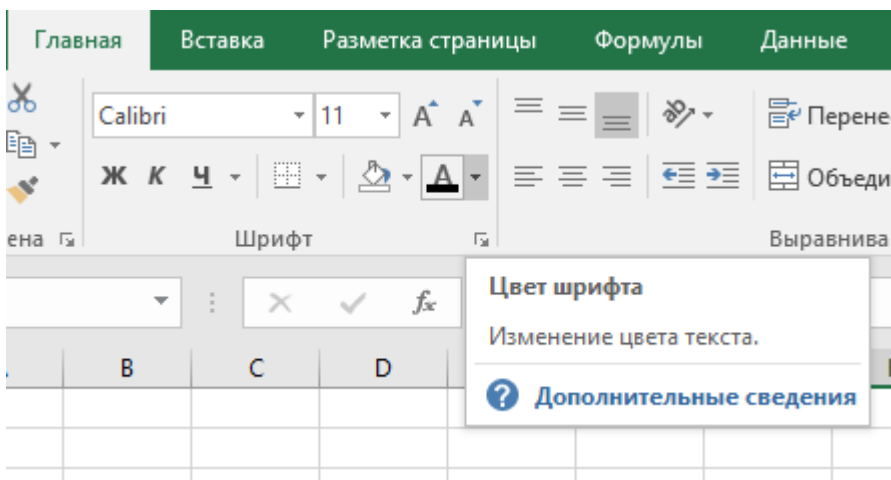 Главная Вставка Разметка страницы Формулы Данные
Calibri 11 A A Перене
Ж К Ч A Объеди
ена Шрифт Выравнива
fx
Цвет шрифта
Изменение цвета текста.
B C D
? Дополнительные сведения